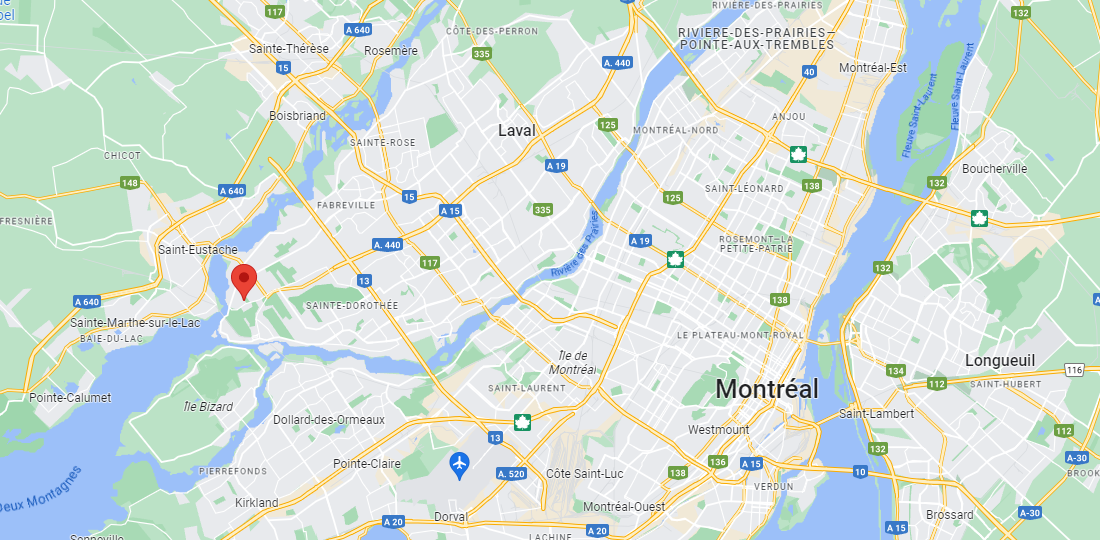 117
RIVIÈRE-DES-PRAIRIES
132
A 640
CÔTE-DES-PERRON
RIVIÈRE-DES-PRAIRIES—
POINTE-AUX-TREMBLES
Sainte-Thérèse
Rosemère
335
A. 440
15
40
Montréal-Est
Fleuve Saint-Laurent
Fleuve Saint-Laurent
Boisbriand
Laval
125
MONTRÉAL-NORD
ANJOU
SAINTE-ROSE
CHICOT
A 19
Boucherville
148
A 640
15
125
SAINT-LÉONARD
138
132
FABREVILLE
A 15
335
FRESNIÈRE
Rivière des Prairies
A 19
ROSEMONT—LA
PETITE-PATRIE
Saint-Eustache
A. 440
117
13
132
A 640
SAINTE-DOROTHÉE
138
Sainte-Marthe-sur-le-Lac
BAIE-DU-LAC
LE PLATEAU-MONT-ROYAL
Île de
Montréal
134
Longueuil
116
SAINT-LAURENT
Montréal
112
SAINT-HUBERT
Pointe-Calumet
Île Bizard
Dollard-des-Ormeaux
Saint-Lambert
13
Westmount
112
132
Pointe-Claire
136
A 15
A-30
PIERREFONDS
A. 520
Côte Saint-Luc
138
10
BROOK
Deux Montagnes
VERDUN
Kirkland
Montréal-Ouest
Dorval
A 20
A 20
A 15
Brossard
A-30
LACHINE
Senneville